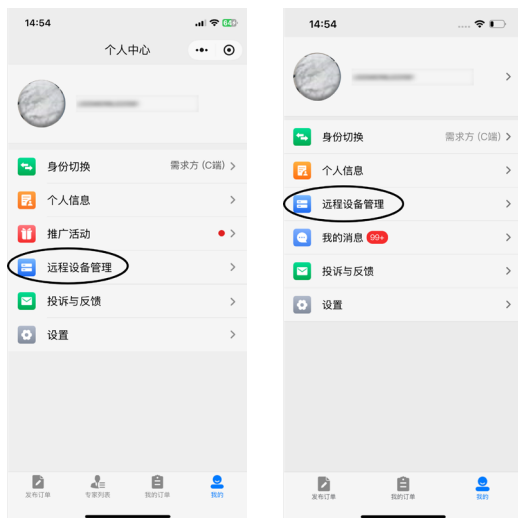 14:54
64
个人中心
身份切换
需求方 (C端)
个人信息
推广活动
远程设备管理
投诉与反馈
设置
发布订单
专家列表
我的订单
我的
14:54
身份切换
需求方 (C端)
个人信息
远程设备管理
我的消息 99+
投诉与反馈
设置
发布订单
我的订单
我的